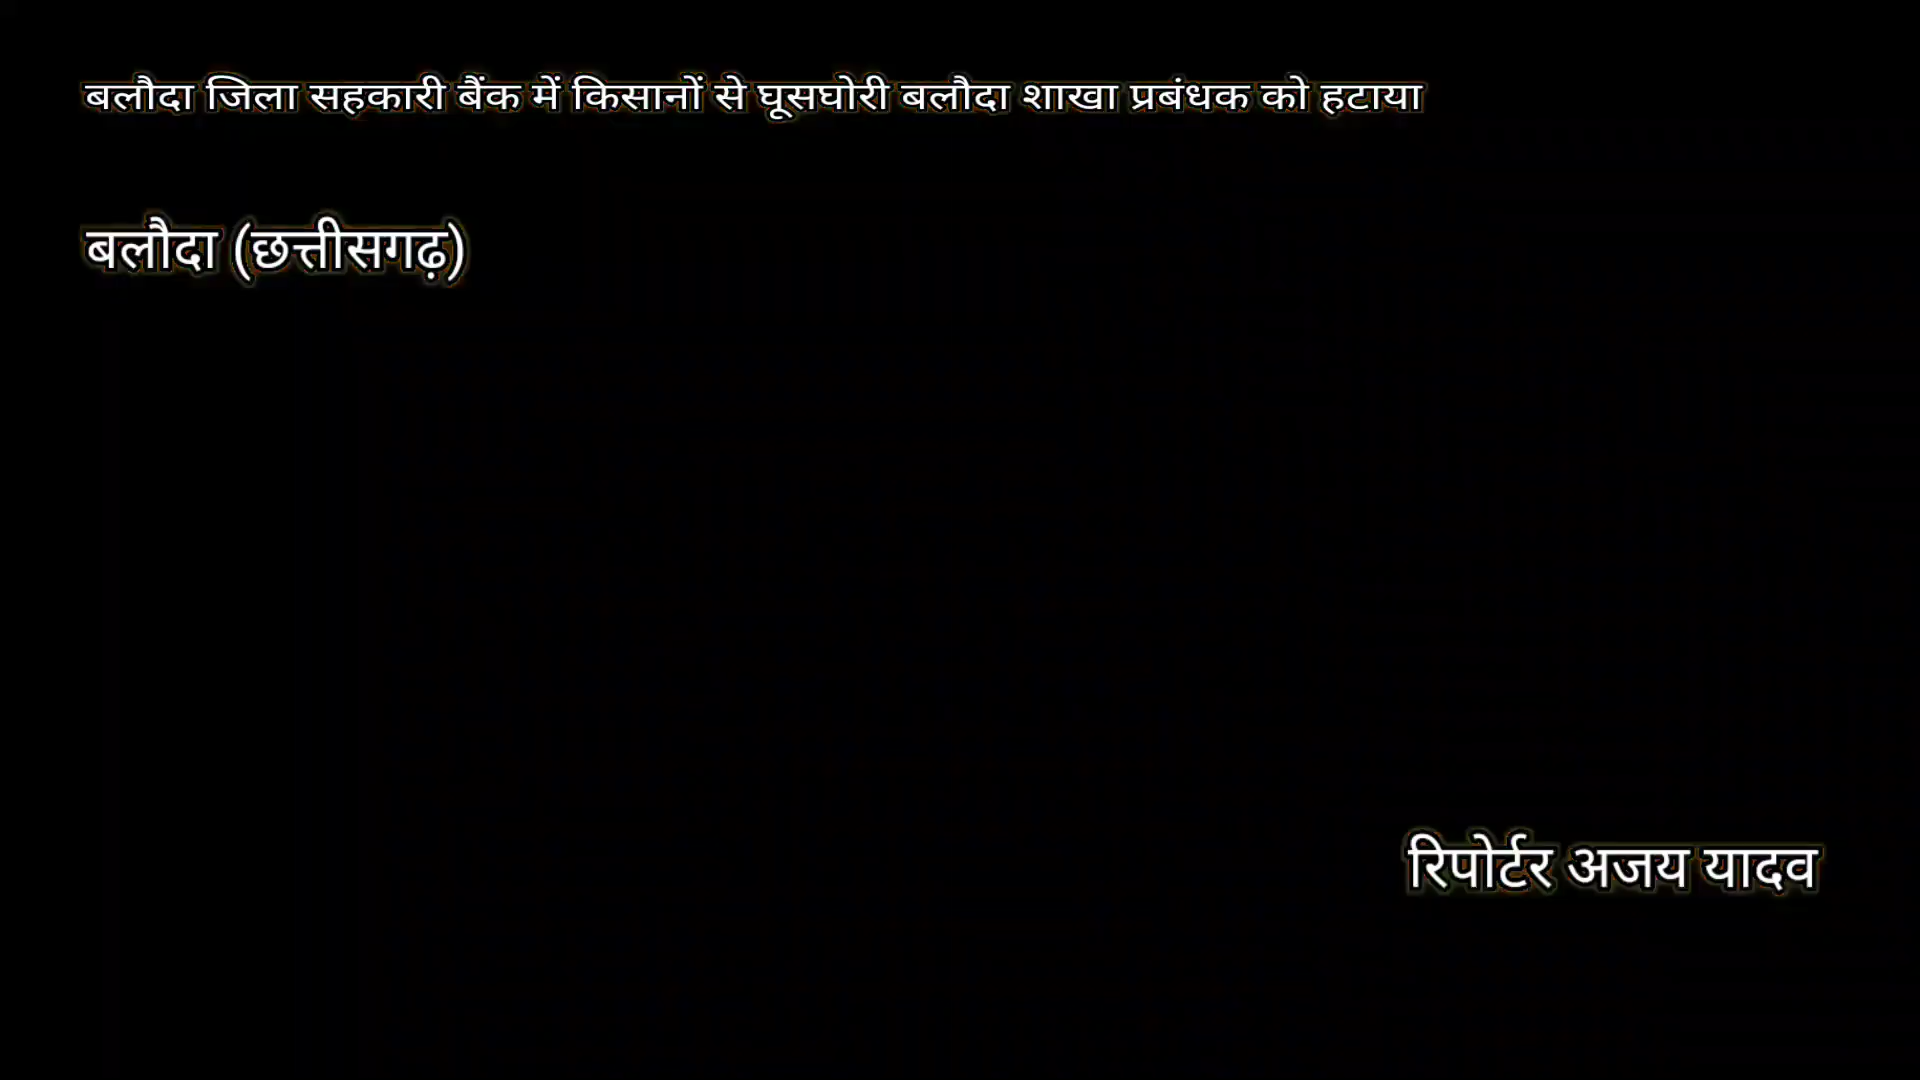 बलौदा जिला सहकारी बैंक में किसानों से घूसघोरी बलौदा शाखा प्रबंधक को हटाया
बलौदा (छत्तीसगढ़)
रिपोर्टर अजय यादव